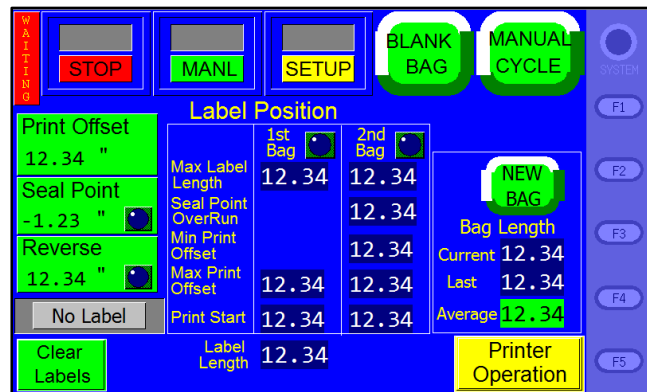 WAITING
STOP
MANL
SETUP
BLANK
BAG
MANUAL
CYCLE
SYSTEM
Label Position
Print Offset
12.34 "
Seal Point
-1.23 "
Reverse
12.34 "
No Label
Clear
Labels
1st
Bag
2nd
Bag
Max Label
Length 12.34 12.34
Seal Point
OverRun 12.34
Min Print
Offset 12.34
Max Print
Offset 12.34 12.34
Print Start 12.34 12.34
Label
Length 12.34
NEW
BAG
Bag Length
Current 12.34
Last 12.34
Average 12.34
Printer
Operation
F1
F2
F3
F4
F5